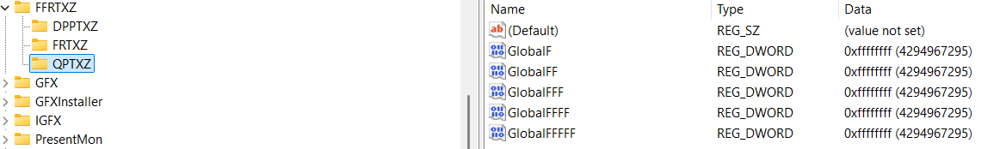 FFRTXZ
DPPTXZ
FRTXZ
QPTXZ
GFX
GFXInstaller
IGFX
PresentMon
Name Type Data
(Default) REG_SZ (value not set)
GlobalF REG_DWORD 0xffffffff (4294967295)
GlobalFF REG_DWORD 0xffffffff (4294967295)
GlobalFFF REG_DWORD 0xffffffff (4294967295)
GlobalFFFF REG_DWORD 0xffffffff (4294967295)
GlobalFFFFF REG_DWORD 0xffffffff (4294967295)